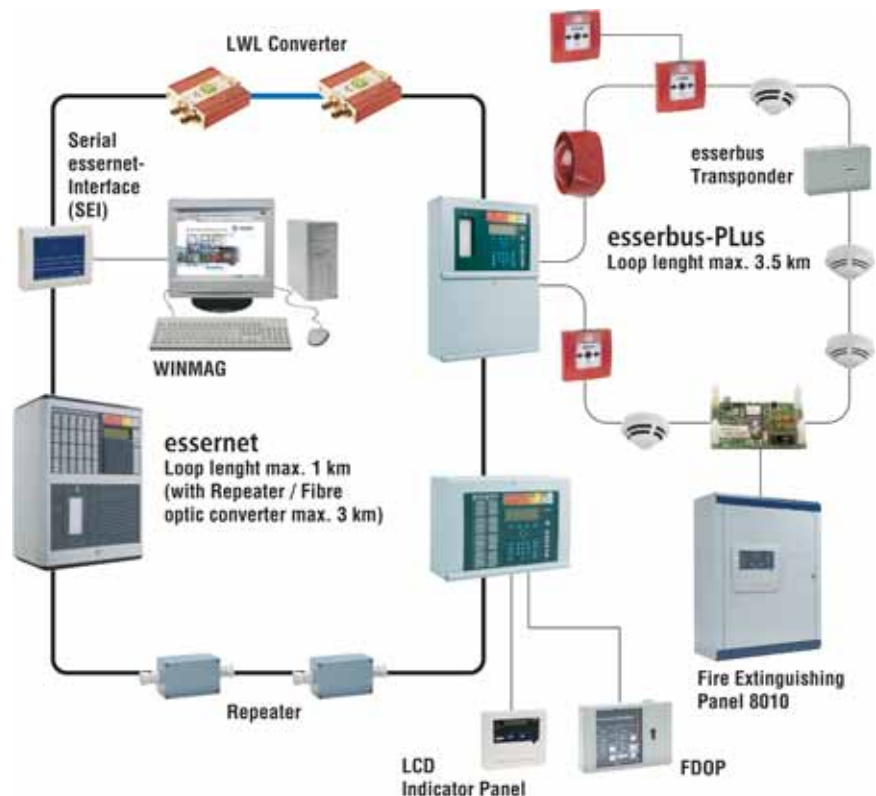 LWL Converter
Serial
essernet-
Interface
(SEI)
WINMAG
esserbus
Transponder
esserbus-PLus
Loop lenght max. 3.5 km
essernet
Loop lenght max. 1 km
(with Repeater / Fibre
optic converter max. 3 km)
Repeater
LCD
Indicator Panel
FDOP
Fire Extinguishing
Panel 8010